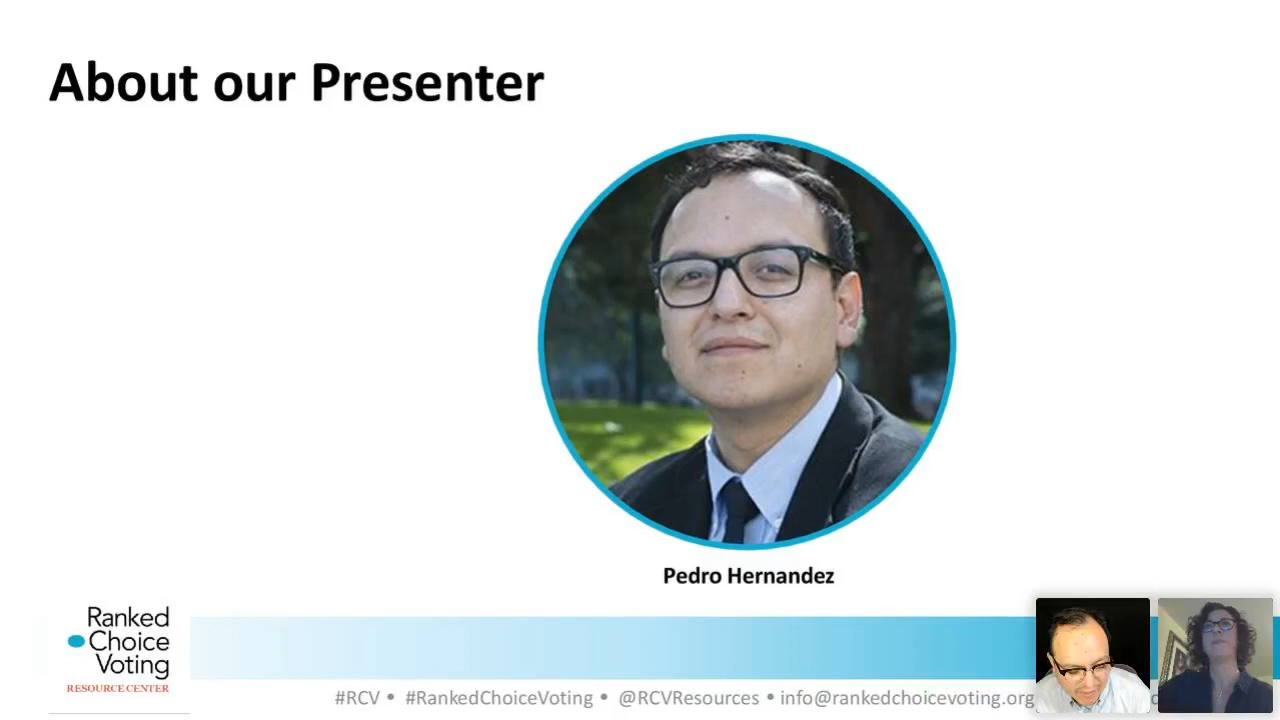 About our Presenter
Pedro Hernandez
Ranked
Choice
Voting
RESOURCE CENTER
#RCV • #RankedChoiceVoting • @RCVResources • info@rankedchoicevoting.org